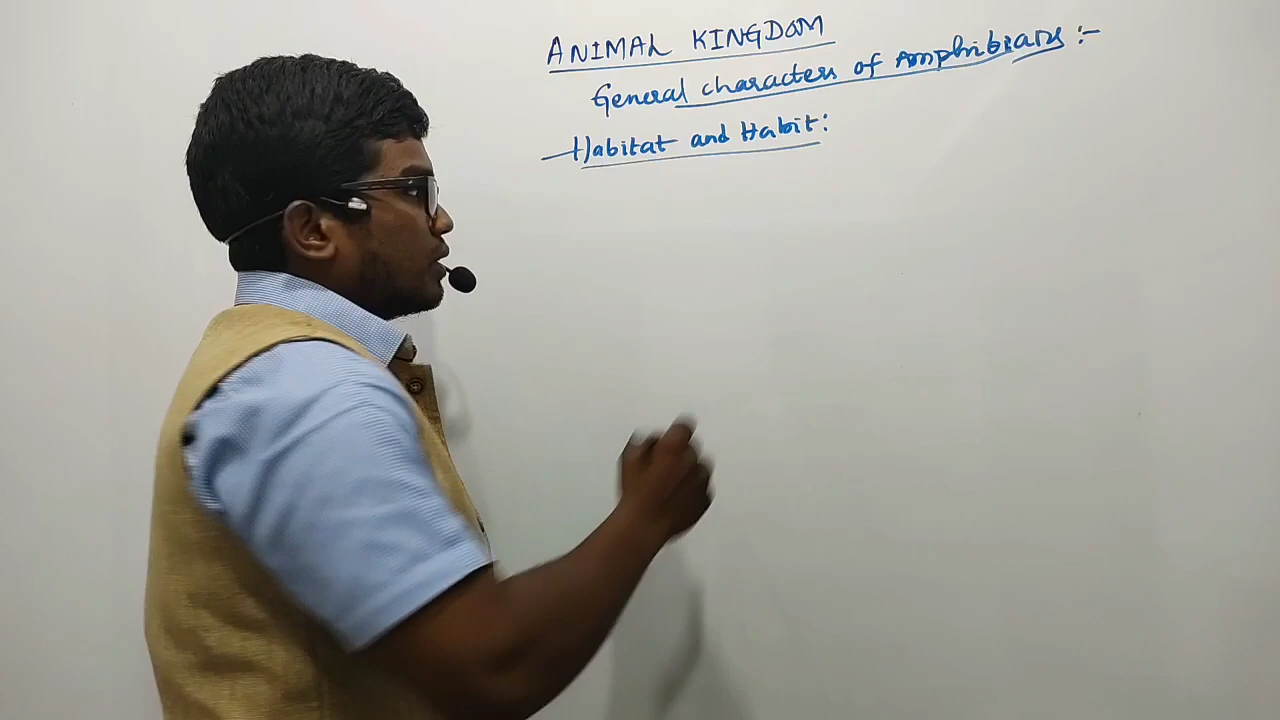 ANIMAL KINGDOM
General characters of Amphibians :-
Habitat and Habit :